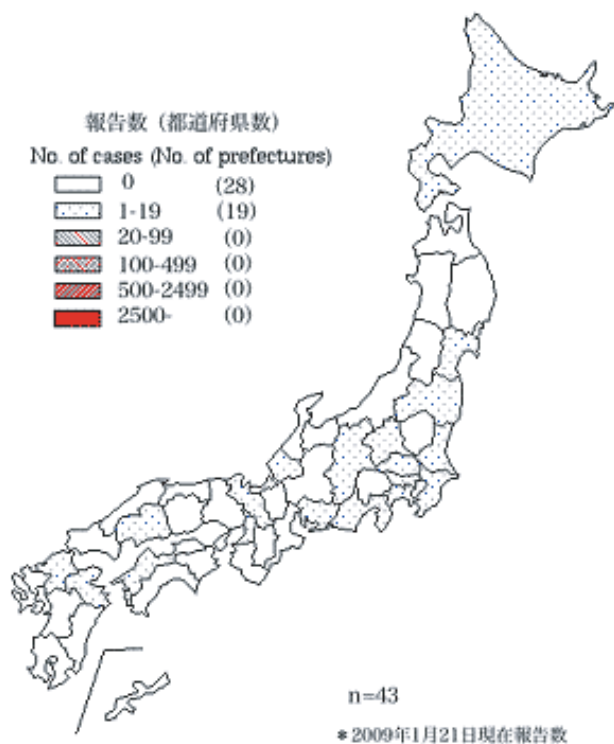 報告数（都道府県数）
No. of cases (No. of prefectures)
0 (28)
1-19 (19)
20-99 (0)
100-499 (0)
500-2499 (0)
2500- (0)
n=43
＊2009年1月21日現在報告数